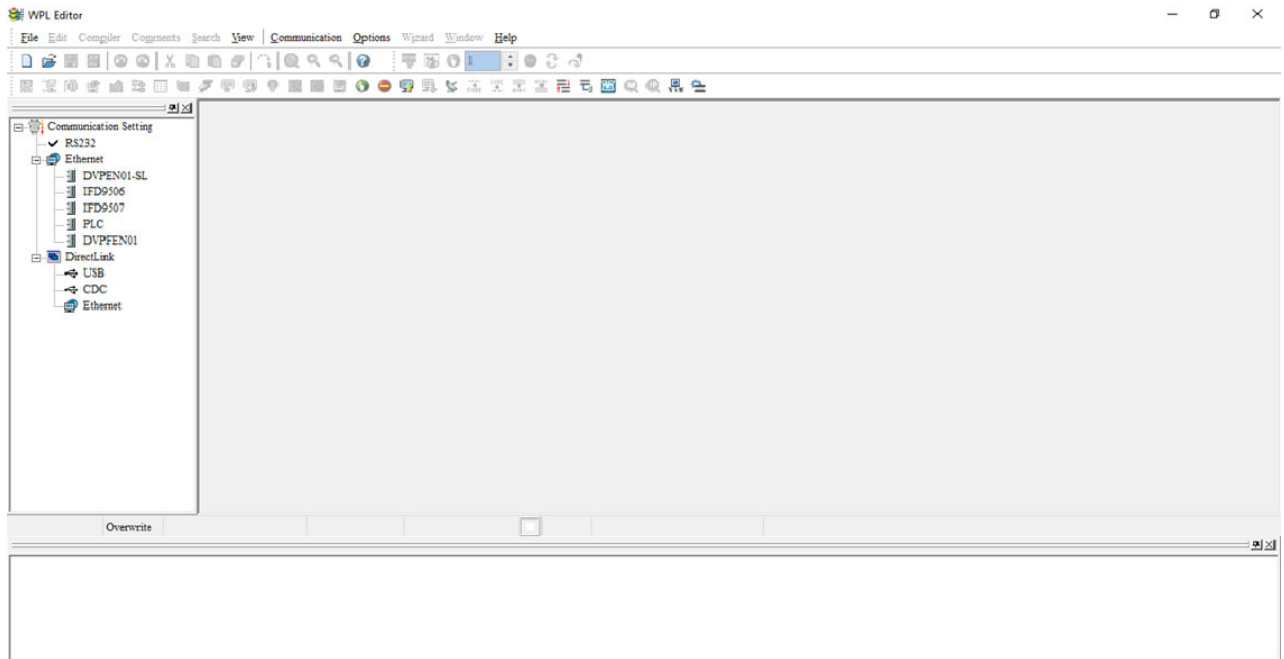 WPL Editor
File Edit Compiler Comments Search View Communication Options Wizard Window Help
1
Communication Setting
RS232
Ethernet
DVPEN01-SL
IFD9506
IFD9507
PLC
DVPFEN01
DirectLink
USB
CDC
Ethernet
Overwrite